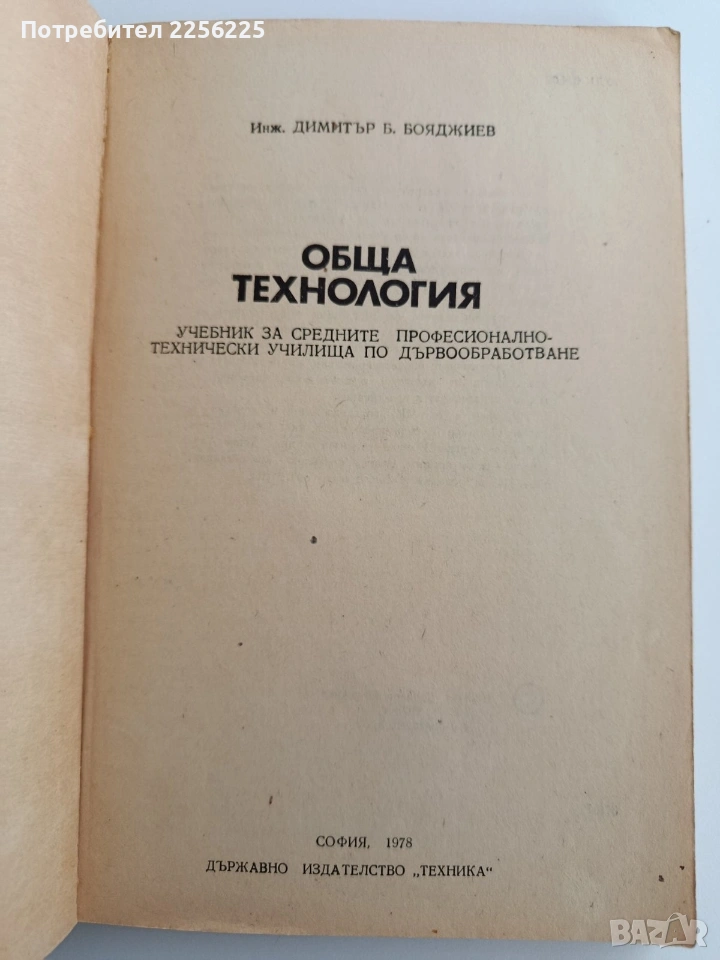 Потребител 2256225
Инж. ДИМИТЪР Б. БОЯДЖИЕВ
ОБЩА
ТЕХНОЛОГИЯ
УЧЕБНИК ЗА СРЕДНИТЕ ПРОФЕСИОНАЛНО-
ТЕХНИЧЕСКИ УЧИЛИЩА ПО ДЪРВООБРАБОТВАНЕ
СОФИЯ, 1978
ДЪРЖАВНО ИЗДАТЕЛСТВО „ТЕХНИКА“
BAZAR